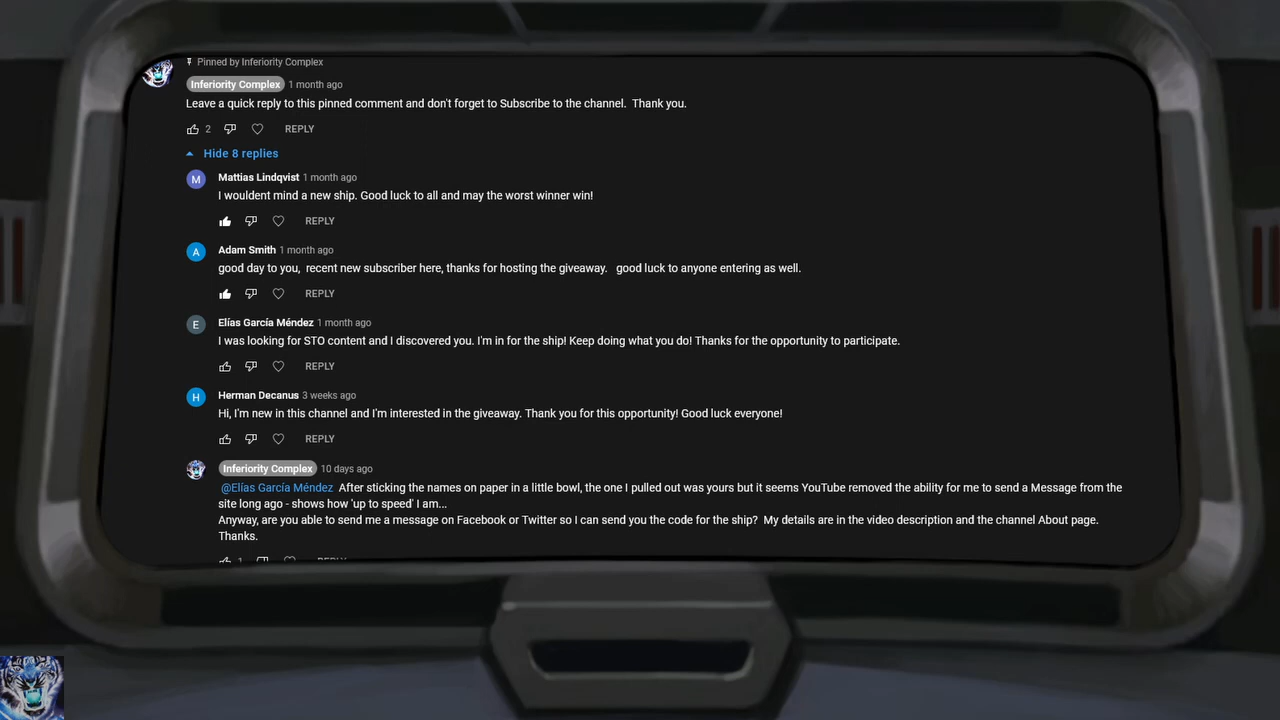 Pinned by Inferiority Complex
Inferiority Complex 1 month ago
Leave a quick reply to this pinned comment and don't forget to Subscribe to the channel. Thank you.
2 REPLY
Hide 8 replies
M Mattias Lindqvist 1 month ago
I wouldent mind a new ship. Good luck to all and may the worst winner win!
REPLY
A Adam Smith 1 month ago
good day to you, recent new subscriber here, thanks for hosting the giveaway. good luck to anyone entering as well.
REPLY
E Elías García Méndez 1 month ago
I was looking for STO content and I discovered you. I'm in for the ship! Keep doing what you do! Thanks for the opportunity to participate.
REPLY
H Herman Decanus 3 weeks ago
Hi, I'm new in this channel and I'm interested in the giveaway. Thank you for this opportunity! Good luck everyone!
REPLY
Inferiority Complex 10 days ago
@Elías García Méndez After sticking the names on paper in a little bowl, the one I pulled out was yours but it seems YouTube removed the ability for me to send a Message from the
site long ago - shows how 'up to speed' I am...
Anyway, are you able to send me a message on Facebook or Twitter so I can send you the code for the ship? My details are in the video description and the channel About page.
Thanks.
1 REPLY